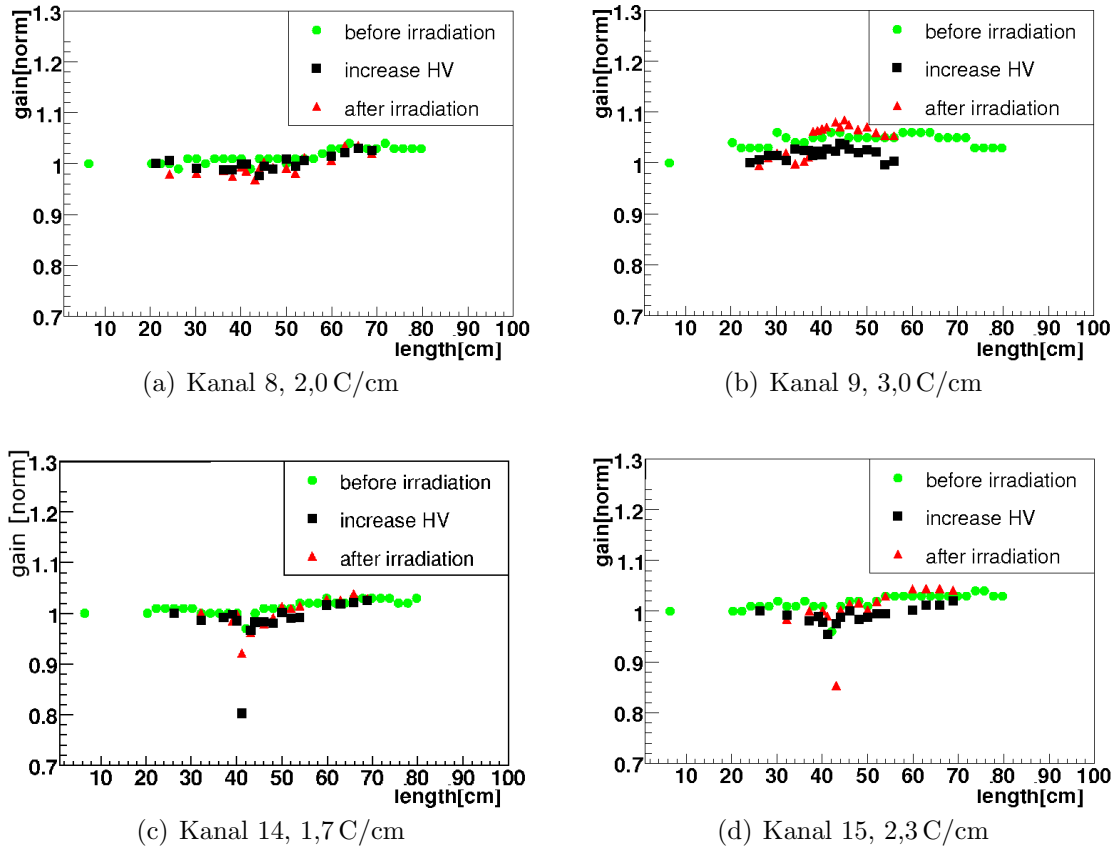 1.3
gain[norm]
before irradiation
1.2
increase HV
1.1
after irradiation
1
0.9
0.8
0.7
10 20 30 40 50 60 70 80 90 100
length[cm]
(a) Kanal 8, 2,0 C/cm
1.3
gain[norm]
before irradiation
1.2
increase HV
1.1
after irradiation
1
0.9
0.8
0.7
10 20 30 40 50 60 70 80 90 100
length[cm]
(b) Kanal 9, 3,0 C/cm
1.3
gain [norm]
before irradiation
1.2
increase HV
1.1
after irradiation
1
0.9
0.8
0.7
10 20 30 40 50 60 70 80 90 100
length[cm]
(c) Kanal 14, 1,7 C/cm
1.3
gain[norm]
before irradiation
1.2
increase HV
1.1
after irradiation
1
0.9
0.8
0.7
10 20 30 40 50 60 70 80 90 100
length[cm]
(d) Kanal 15, 2,3 C/cm